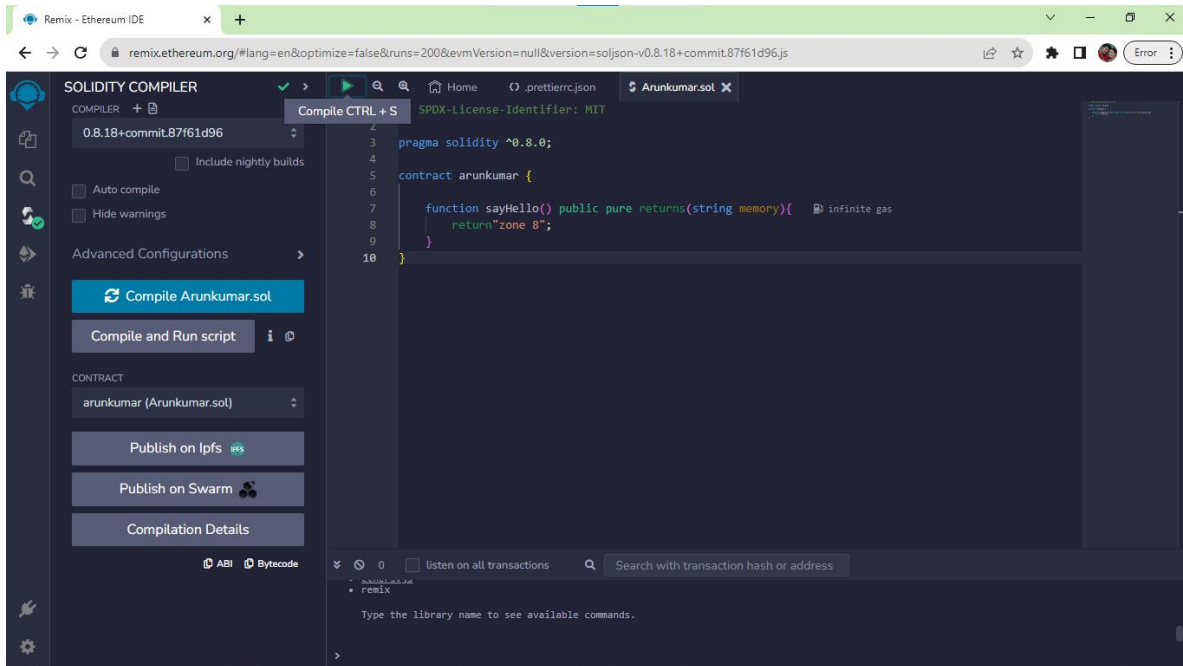 Remix - Ethereum IDE
remix.ethereum.org/#lang=en&optimize=false&runs=200&evmVersion=null&version=soljson-v0.8.18+commit.87f61d96.js
Error
SOLIDITY COMPILER
Home
.prettierrc.json
Arunkumar.sol
COMPILER
Compile CTRL + S
SPDX-License-Identifier: MIT
0.8.18+commit.87f61d96
2
3 pragma solidity ^0.8.0;
Include nightly builds
4
Auto compile
5 contract arunkumar {
6
Hide warnings
7 function sayHello() public pure returns(string memory){ infinite gas
8 return"zone 8";
9 }
Advanced Configurations
10 }
Compile Arunkumar.sol
Compile and Run script
CONTRACT
arunkumar (Arunkumar.sol)
Publish on Ipfs IPFS
Publish on Swarm
Compilation Details
ABI Bytecode
0 listen on all transactions
Search with transaction hash or address
remix
Type the library name to see available commands.
>